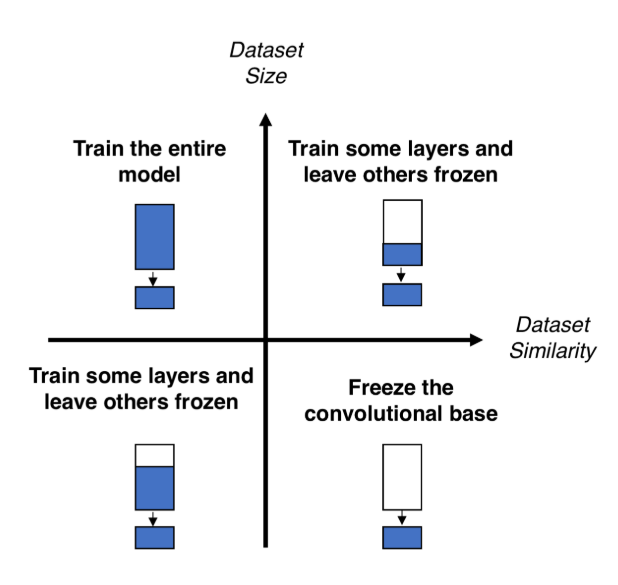 Dataset
Size
Train the entire
model
Train some layers and
leave others frozen
Dataset
Similarity
Train some layers and
leave others frozen
Freeze the
convolutional base